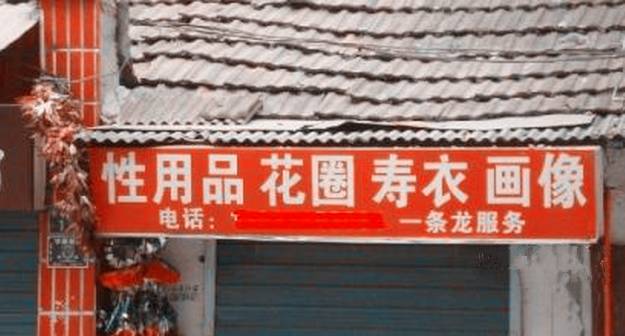 性用品 花圈 寿衣 画像
电话: 一条龙服务